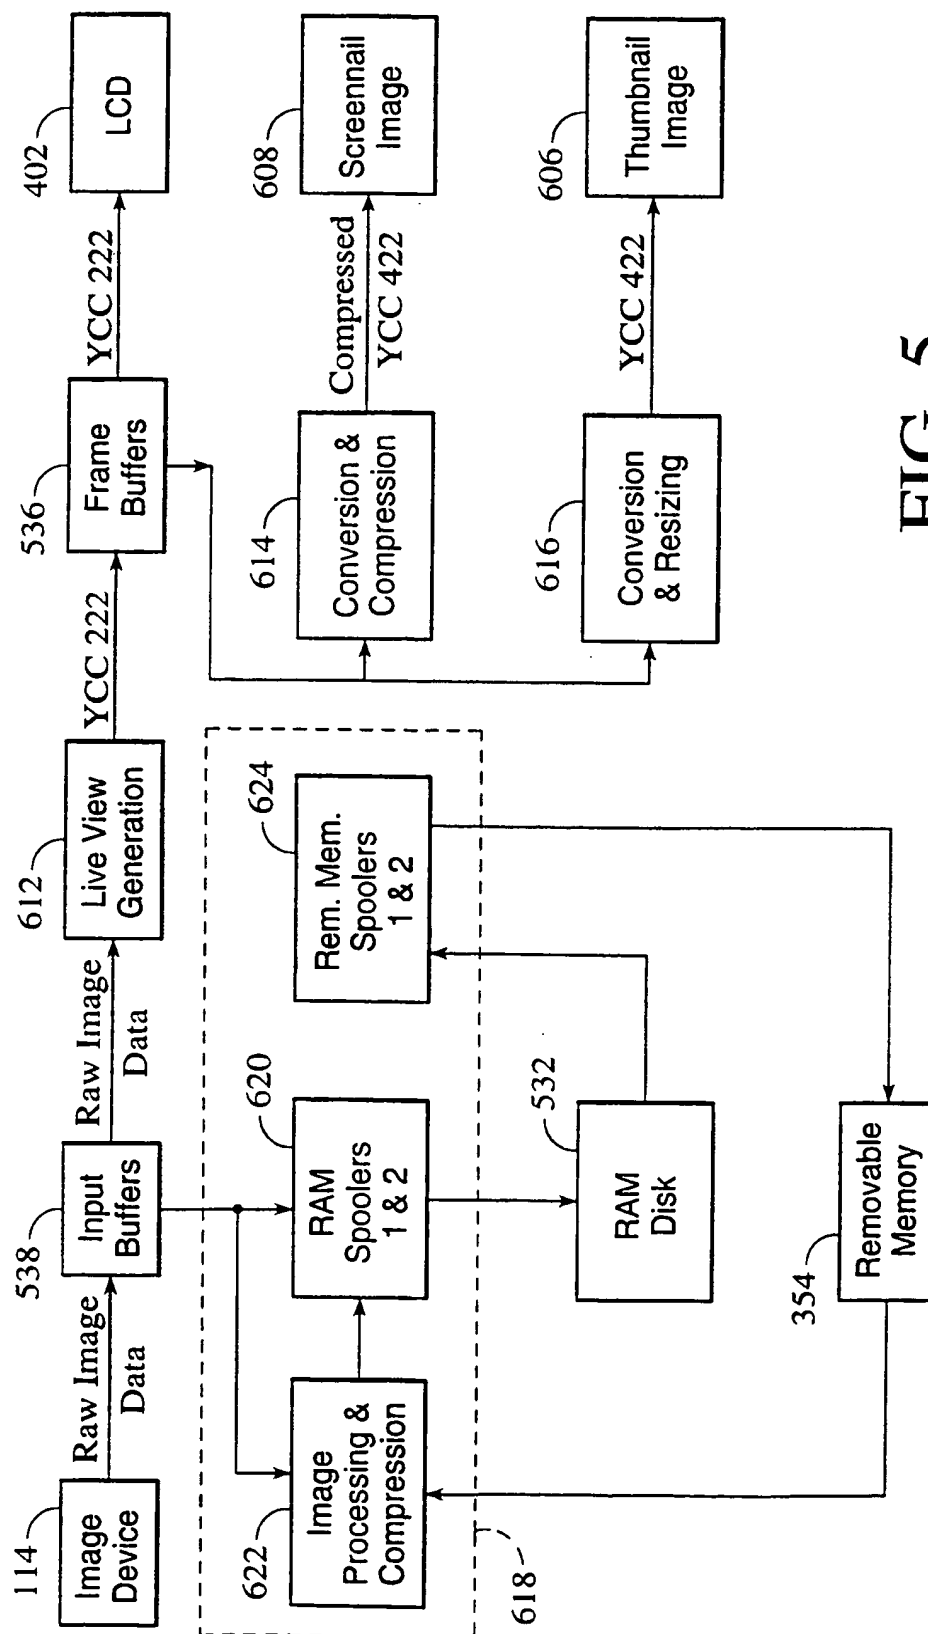 114
Image
Device
Raw Image
Data
538
Input
Buffers
Raw Image
Data
612
Live View
Generation
YCC 222
536
Frame
Buffers
YCC 222
402
LCD
622
Image
Processing &
Compression
620
RAM
Spoolers
1 & 2
624
Rem. Mem.
Spoolers
1 & 2
614
Conversion &
Compression
Compressed
YCC 422
608
Screennail
Image
618
532
RAM
Disk
616
Conversion
& Resizing
YCC 422
606
Thumbnail
Image
354
Removable
Memory
FIG. 5